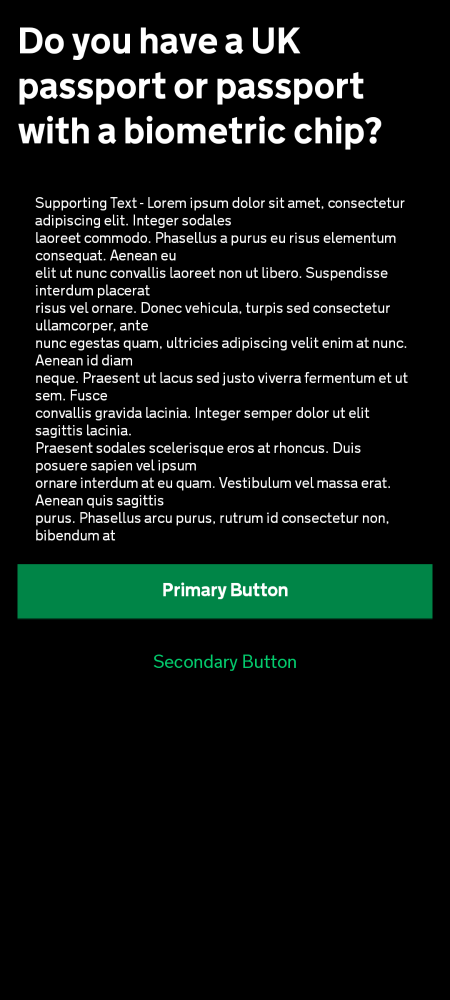 Do you have a UK
passport or passport
with a biometric chip?
Supporting Text - Lorem ipsum dolor sit amet, consectetur
adipiscing elit. Integer sodales
laoreet commodo. Phasellus a purus eu risus elementum
consequat. Aenean eu
elit ut nunc convallis laoreet non ut libero. Suspendisse
interdum placerat
risus vel ornare. Donec vehicula, turpis sed consectetur
ullamcorper, ante
nunc egestas quam, ultricies adipiscing velit enim at nunc.
Aenean id diam
neque. Praesent ut lacus sed justo viverra fermentum et ut
sem. Fusce
convallis gravida lacinia. Integer semper dolor ut elit
sagittis lacinia.
Praesent sodales scelerisque eros at rhoncus. Duis
posuere sapien vel ipsum
ornare interdum at eu quam. Vestibulum vel massa erat.
Aenean quis sagittis
purus. Phasellus arcu purus, rutrum id consectetur non,
bibendum at
Primary Button
Secondary Button